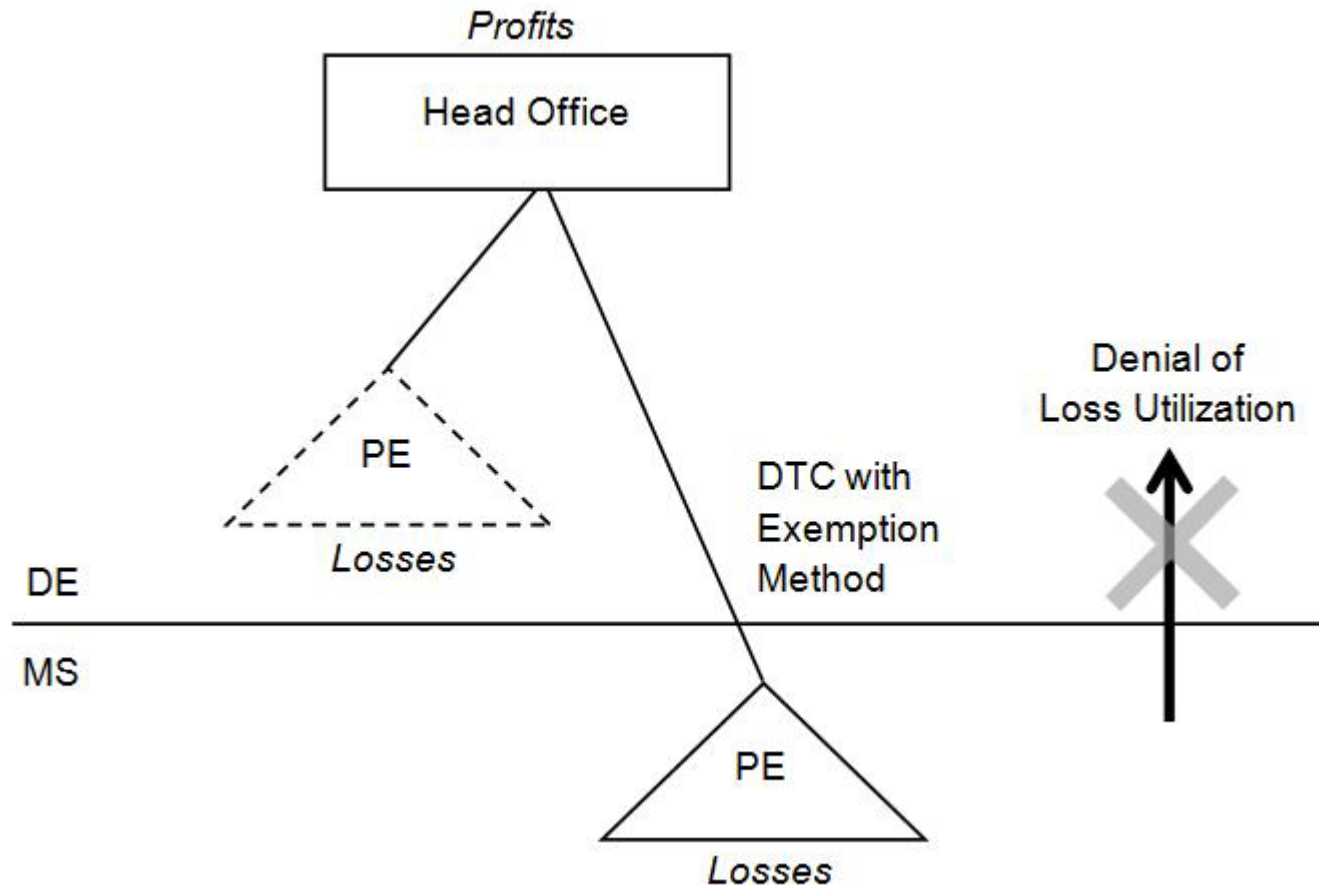 Profits
Head Office
Denial of
Loss Utilization
PE
DTC with
Exemption
Method
Losses
DE
MS
PE
Losses